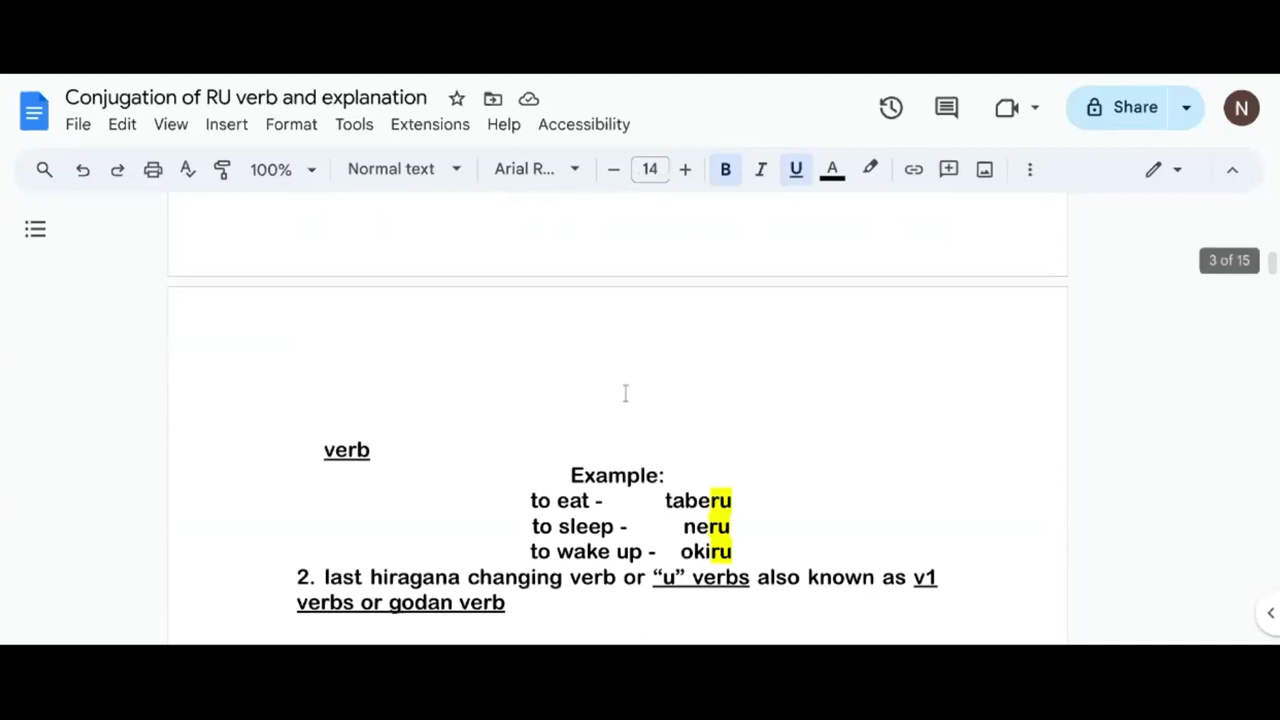 Conjugation of RU verb and explanation
File Edit View Insert Format Tools Extensions Help Accessibility
Share
N
100% Normal text Arial R... 14 B I U A
3 of 15
verb
Example:
to eat - taberu
to sleep - neru
to wake up - okiru
2. last hiragana changing verb or “u” verbs also known as v1
verbs or godan verb